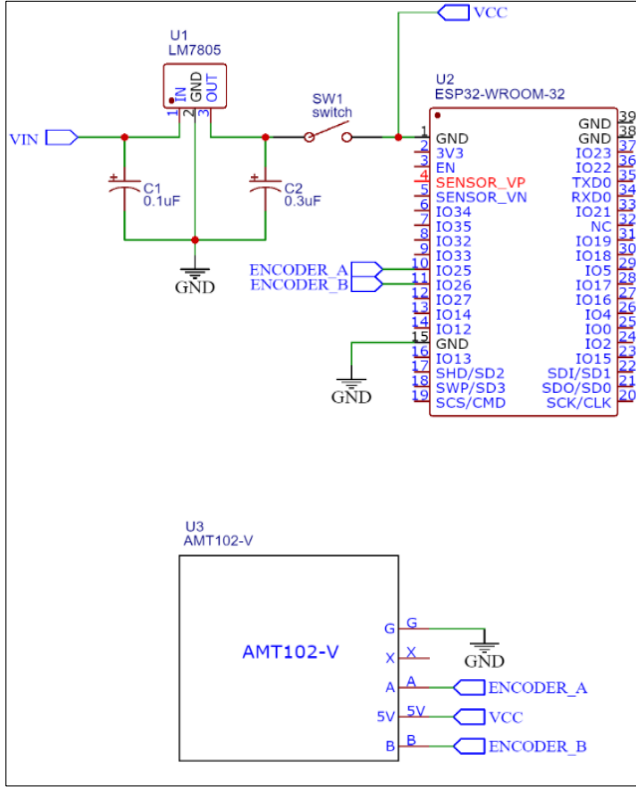 VCC
U1
LM7805
IN
GND
OUT
1
2
3
SW1
switch
VIN
+
C1
0.1uF
+
C2
0.3uF
GND
U2
ESP32-WROOM-32
1 GND GND 39
2 3V3 GND 38
3 EN IO23 37
4 SENSOR_VP IO22 36
5 SENSOR_VN TXD0 35
6 IO34 RXD0 34
7 IO35 IO21 33
8 IO32 NC 32
9 IO33 IO19 31
10 IO25 IO18 30
11 IO26 IO5 29
12 IO27 IO17 28
13 IO14 IO16 27
14 IO12 IO4 26
15 GND IO0 25
16 IO13 IO2 24
17 SHD/SD2 IO15 23
18 SWP/SD3 SDI/SD1 22
19 SCS/CMD SDO/SD0 21
SCK/CLK 20
ENCODER_A
ENCODER_B
GND
U3
AMT102-V
AMT102-V
G G
GND
X X
A A ENCODER_A
5V 5V VCC
B B ENCODER_B